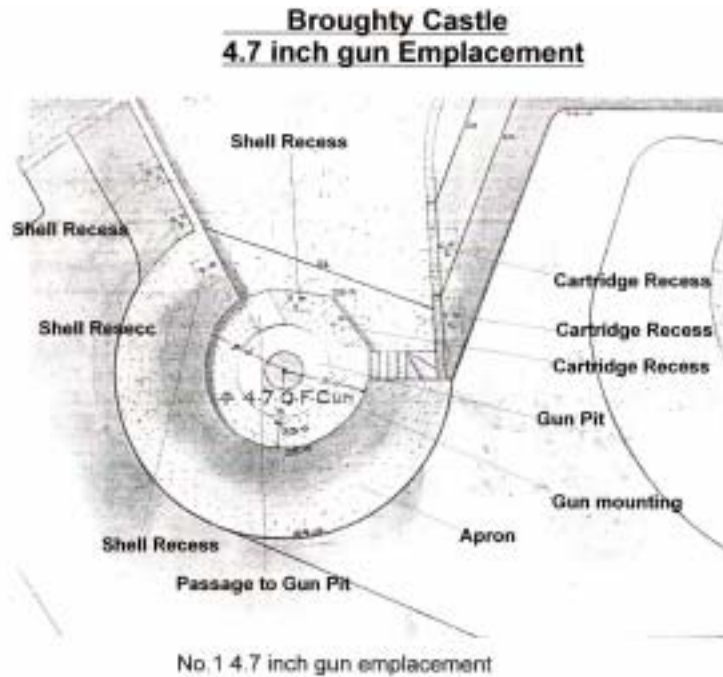 Broughty Castle
4.7 inch gun Emplacement
Shell Recess
Shell Recess
Cartridge Recess
Shell Resecc
Cartridge Recess
Cartridge Recess
4.7 Q.F Gun
Gun Pit
Gun mounting
Apron
Shell Recess
Passage to Gun Pit
No.1 4.7 inch gun emplacement